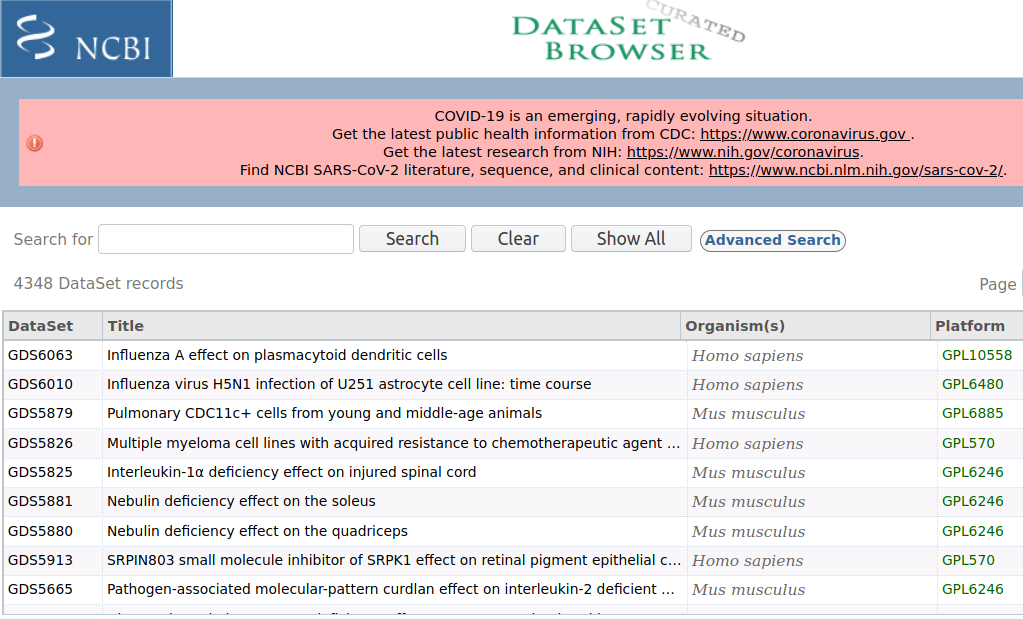 NCBI
DATASET CURATED
BROWSER
COVID-19 is an emerging, rapidly evolving situation.
Get the latest public health information from CDC: https://www.coronavirus.gov .
Get the latest research from NIH: https://www.nih.gov/coronavirus.
Find NCBI SARS-CoV-2 literature, sequence, and clinical content: https://www.ncbi.nlm.nih.gov/sars-cov-2/.
Search for Search Clear Show All Advanced Search
4348 DataSet records Page
DataSet Title Organism(s) Platform
GDS6063 Influenza A effect on plasmacytoid dendritic cells Homo sapiens GPL10558
GDS6010 Influenza virus H5N1 infection of U251 astrocyte cell line: time course Homo sapiens GPL6480
GDS5879 Pulmonary CDC11c+ cells from young and middle-age animals Mus musculus GPL6885
GDS5826 Multiple myeloma cell lines with acquired resistance to chemotherapeutic agent ... Homo sapiens GPL570
GDS5825 Interleukin-1α deficiency effect on injured spinal cord Mus musculus GPL6246
GDS5881 Nebulin deficiency effect on the soleus Mus musculus GPL6246
GDS5880 Nebulin deficiency effect on the quadriceps Mus musculus GPL6246
GDS5913 SRPIN803 small molecule inhibitor of SRPK1 effect on retinal pigment epithelial c... Homo sapiens GPL570
GDS5665 Pathogen-associated molecular-pattern curdlan effect on interleukin-2 deficient ... Mus musculus GPL6246